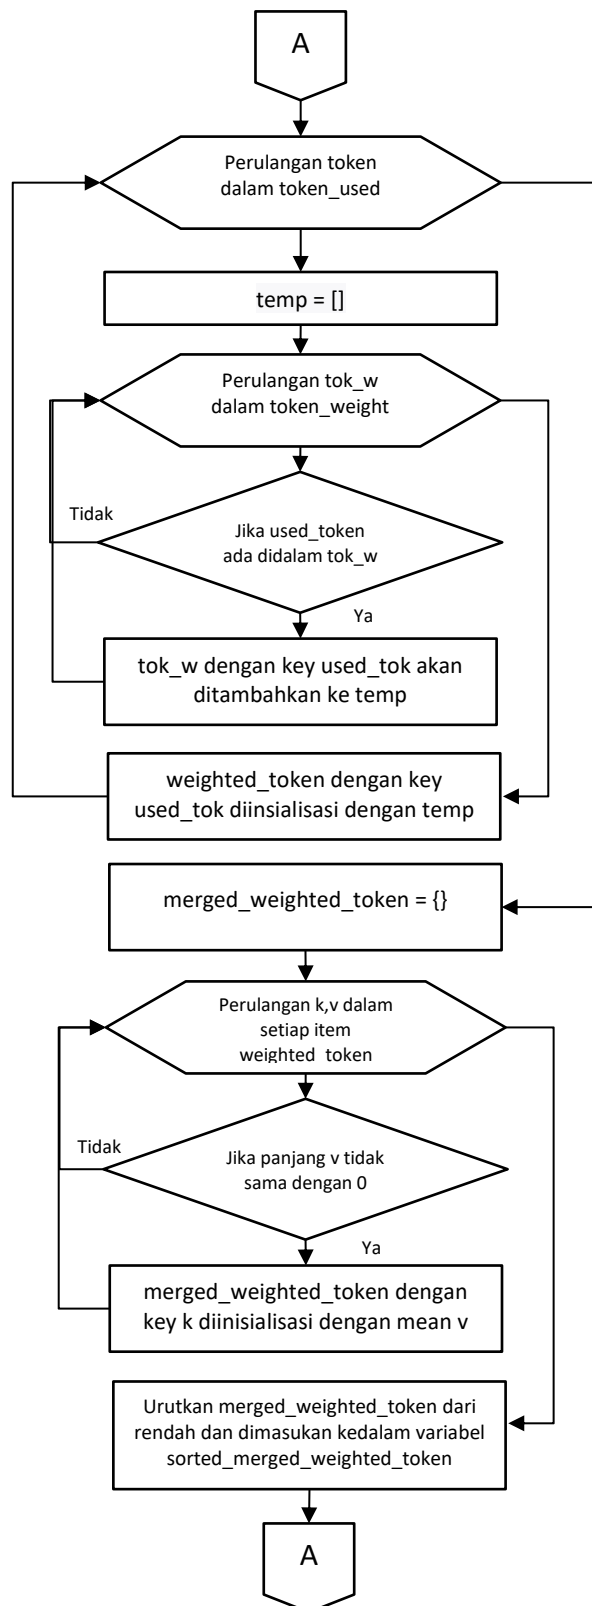 A
Perulangan token
dalam token_used
temp = []
Perulangan tok_w
dalam token_weight
Tidak
Jika used_token
ada didalam tok_w
Ya
tok_w dengan key used_tok akan
ditambahkan ke temp
weighted_token dengan key
used_tok diinsialisasi dengan temp
merged_weighted_token = {}
Perulangan k,v dalam
setiap item
weighted_token
Tidak
Jika panjang v tidak
sama dengan 0
Ya
merged_weighted_token dengan
key k diinisialisasi dengan mean v
Urutkan merged_weighted_token dari
rendah dan dimasukan kedalam variabel
sorted_merged_weighted_token
A